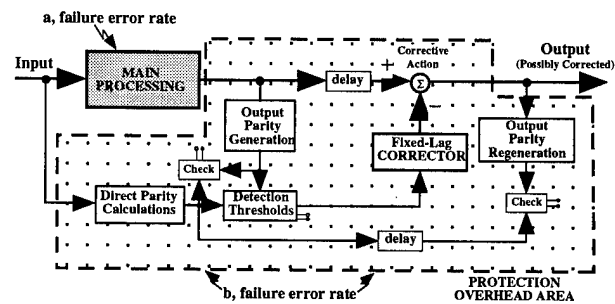 a, failure error rate
Input
MAIN
PROCESSING
delay
+
Corrective
Action
Σ
−
Output
(Possibly Corrected)
Output
Parity
Generation
Fixed-Lag
CORRECTOR
Output
Parity
Regeneration
Check
Direct Parity
Calculations
Detection
Thresholds
Check
delay
b, failure error rate
PROTECTION
OVERHEAD AREA